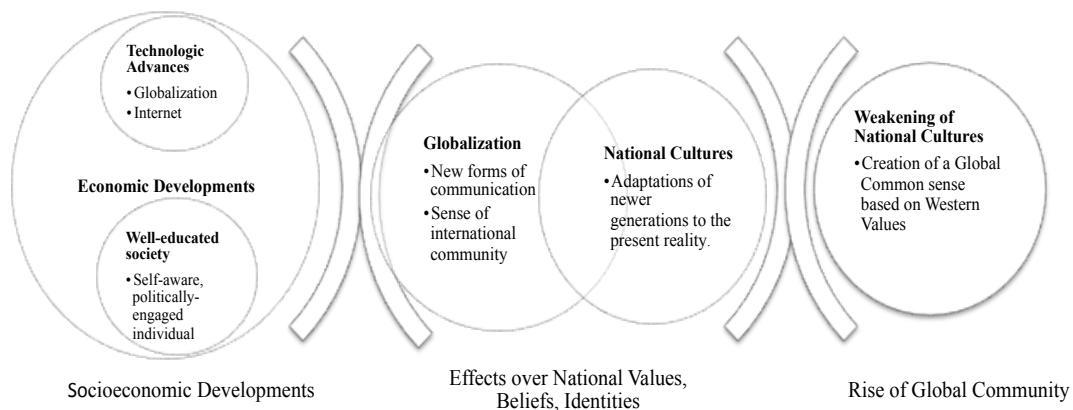 Technologic
Advances
• Globalization
• Internet
Economic Developments
Well-educated
society
• Self-aware,
politically-
engaged
individual
Socioeconomic Developments
Globalization
• New forms of
communication
• Sense of
international
community
National Cultures
• Adaptations of
newer
generations to the
present reality.
Effects over National Values,
Beliefs, Identities
Weakening of
National Cultures
• Creation of a Global
Common sense
based on Western
Values
Rise of Global Community